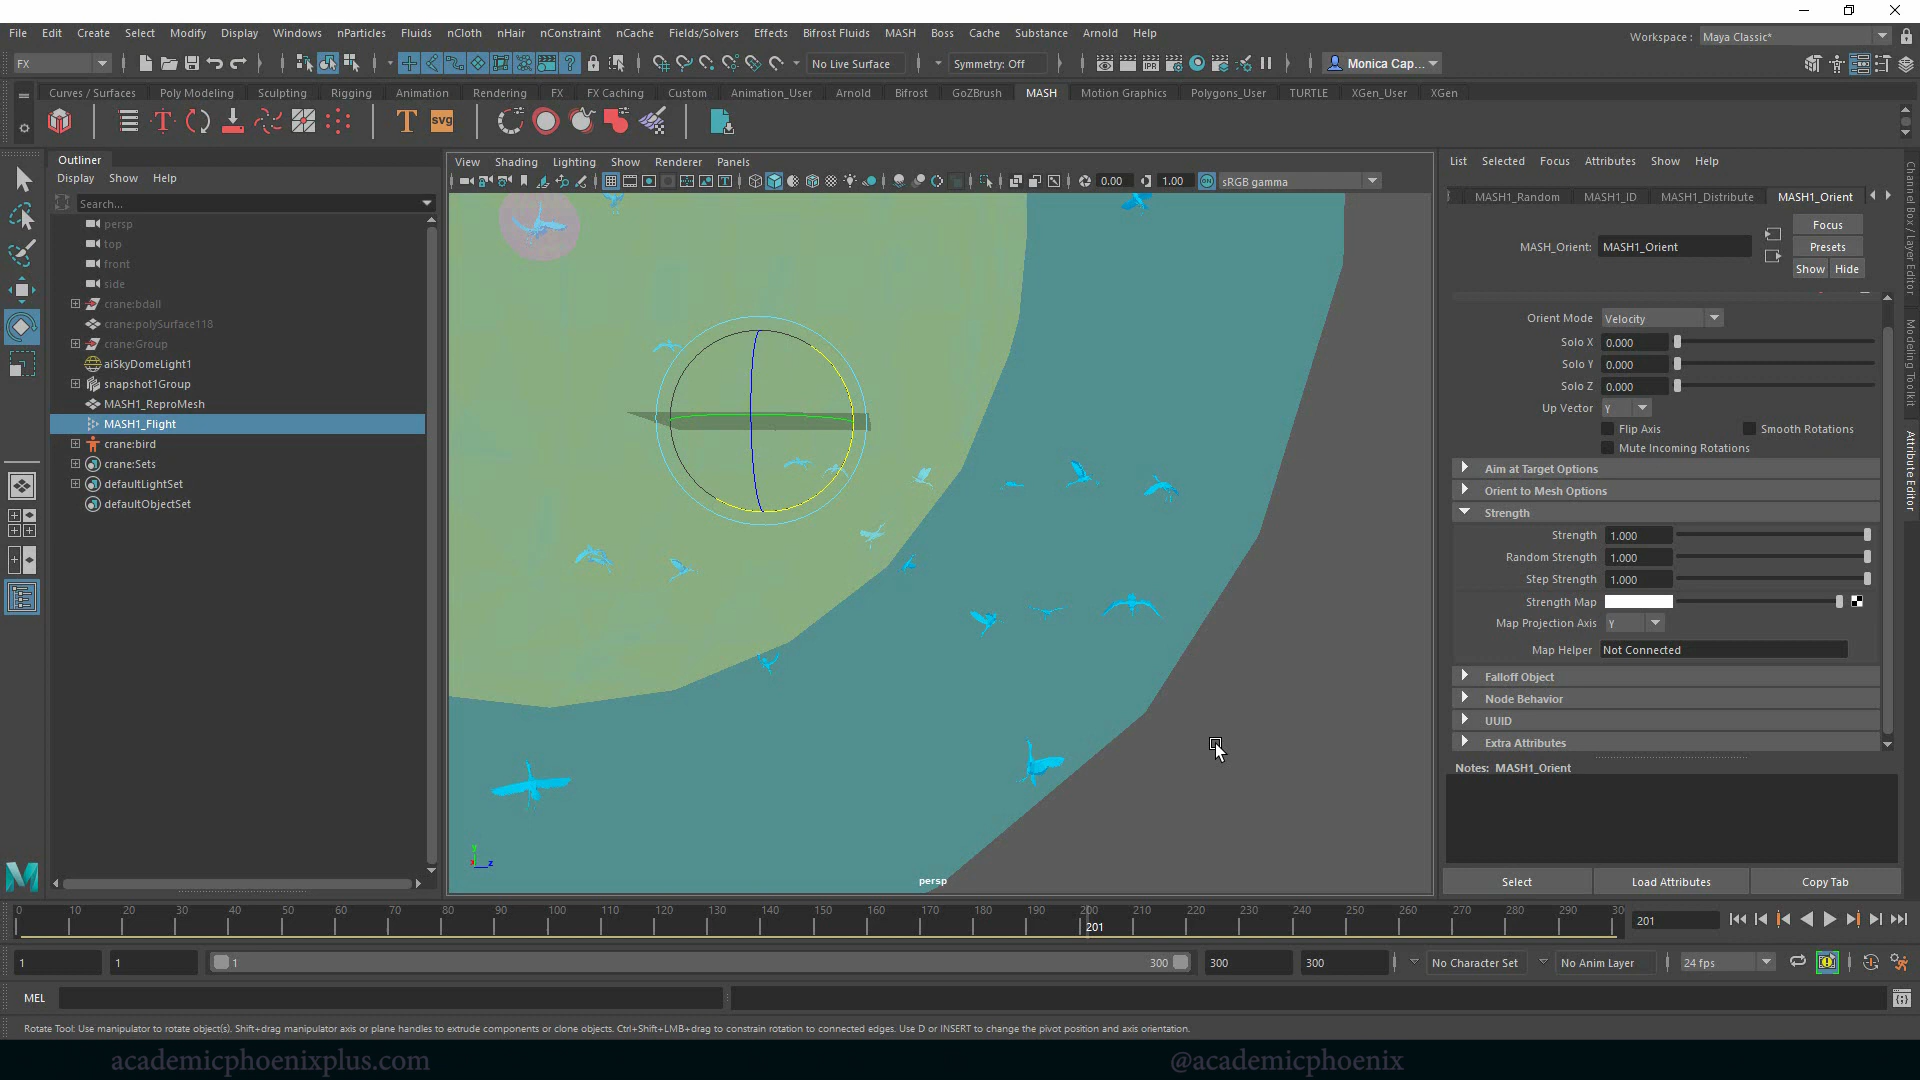 File Edit Create Select Modify Display Windows nParticles Fluids nCloth nHair nConstraint nCache Fields/Solvers Effects Bifrost Fluids MASH Boss Cache Substance Arnold Help
Workspace : Maya Classic*
FX No Live Surface Symmetry: Off Monica Cap...
Curves / Surfaces Poly Modeling Sculpting Rigging Animation Rendering FX FX Caching Custom Animation_User Arnold Bifrost GoZBrush MASH Motion Graphics Polygons_User TURTLE XGen_User XGen
T T svg
Outliner
Display Show Help
Search...
persp
top
front
side
crane:bdall
crane:polySurface118
crane:Group
aiSkyDomeLight1
snapshot1Group
MASH1_ReproMesh
MASH1_Flight
crane:bird
crane:Sets
defaultLightSet
defaultObjectSet
View Shading Lighting Show Renderer Panels
0.00 1.00 ON sRGB gamma
persp
y x z
List Selected Focus Attributes Show Help
MASH1_Random MASH1_ID MASH1_Distribute MASH1_Orient
MASH_Orient: MASH1_Orient
Focus
Presets
Show Hide
Orient Mode Velocity
Solo X 0.000
Solo Y 0.000
Solo Z 0.000
Up Vector Y
Flip Axis Smooth Rotations
Mute Incoming Rotations
Aim at Target Options
Orient to Mesh Options
Strength
Strength 1.000
Random Strength 1.000
Step Strength 1.000
Strength Map
Map Projection Axis Y
Map Helper Not Connected
Falloff Object
Node Behavior
UUID
Extra Attributes
Notes: MASH1_Orient
Select Load Attributes Copy Tab
Channel Box / Layer Editor
Modeling Toolkit
Attribute Editor
0 10 20 30 40 50 60 70 80 90 100 110 120 130 140 150 160 170 180 190 200 210 220 230 240 250 260 270 280 290 30
201
201
1 1 1 300 300 300 No Character Set No Anim Layer 24 fps
MEL
Rotate Tool: Use manipulator to rotate object(s). Shift+drag manipulator axis or plane handles to extrude components or clone objects. Ctrl+Shift+LMB+drag to constrain rotation to connected edges. Use D or INSERT to change the pivot position and axis orientation.
academicphoenixplus.com @academicphoenix